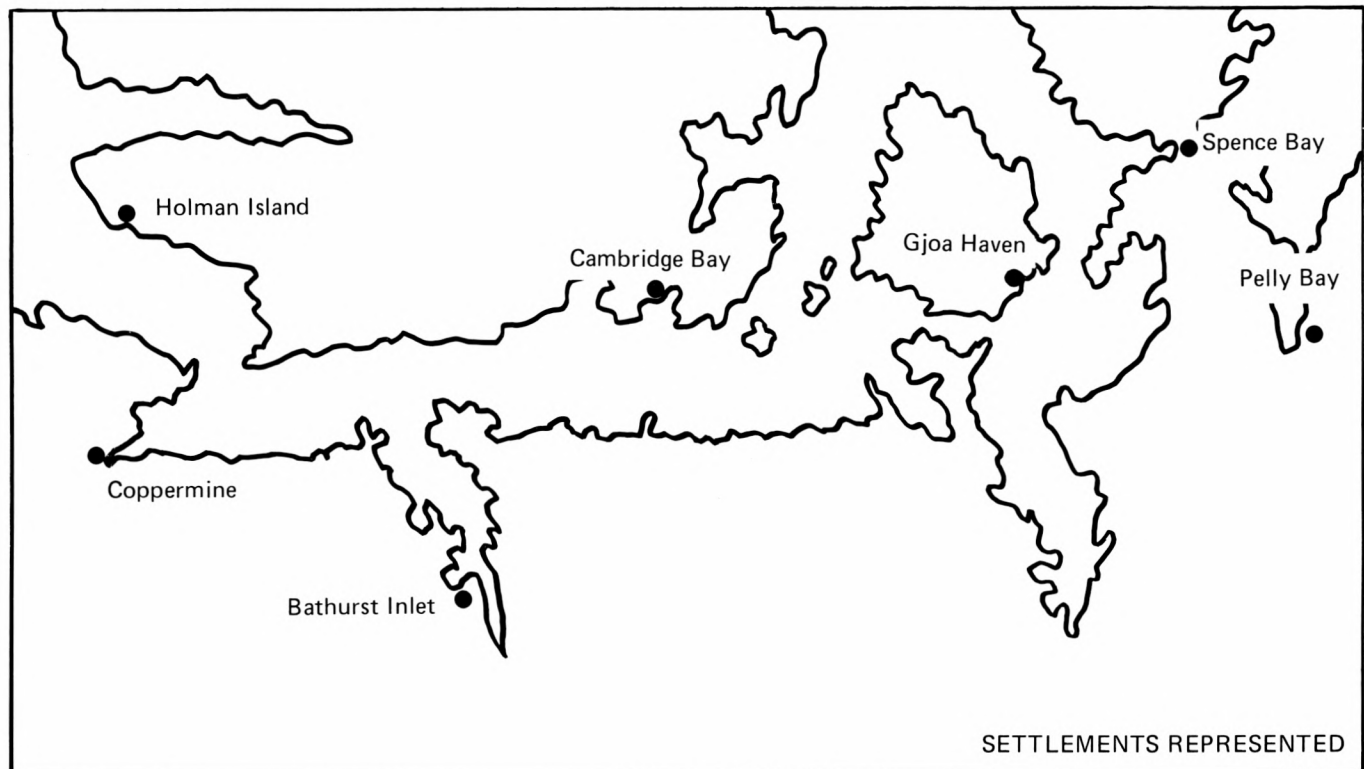 Spence Bay
Holman Island
Gjoa Haven
Cambridge Bay
Pelly Bay
Coppermine
Bathurst Inlet
SETTLEMENTS REPRESENTED